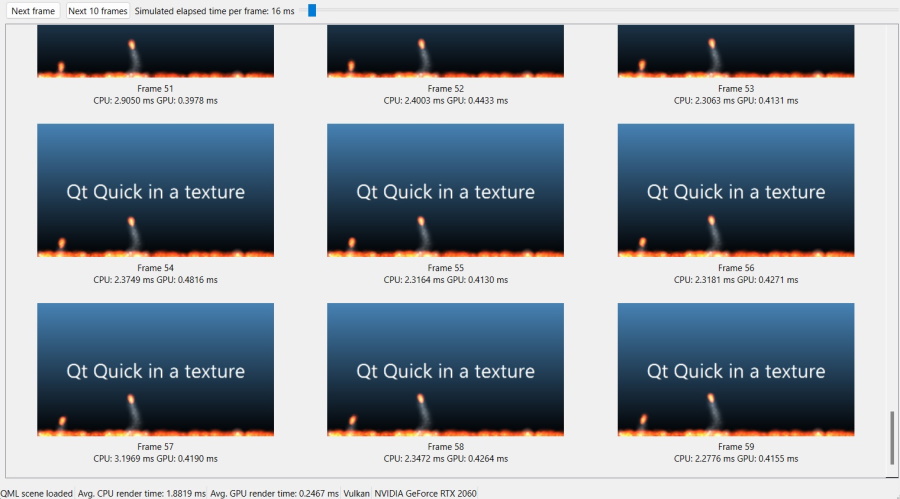 Next frame Next 10 frames Simulated elapsed time per frame: 16 ms
Frame 51 Frame 52 Frame 53
CPU: 2.9050 ms GPU: 0.3978 ms CPU: 2.4003 ms GPU: 0.4433 ms CPU: 2.3063 ms GPU: 0.4131 ms
Qt Quick in a texture Qt Quick in a texture Qt Quick in a texture
Frame 54 Frame 55 Frame 56
CPU: 2.3749 ms GPU: 0.4816 ms CPU: 2.3164 ms GPU: 0.4130 ms CPU: 2.3181 ms GPU: 0.4271 ms
Qt Quick in a texture Qt Quick in a texture Qt Quick in a texture
Frame 57 Frame 58 Frame 59
CPU: 3.1969 ms GPU: 0.4190 ms CPU: 2.3472 ms GPU: 0.4264 ms CPU: 2.2776 ms GPU: 0.4155 ms
QML scene loaded Avg. CPU render time: 1.8819 ms Avg. GPU render time: 0.2467 ms Vulkan NVIDIA GeForce RTX 2060